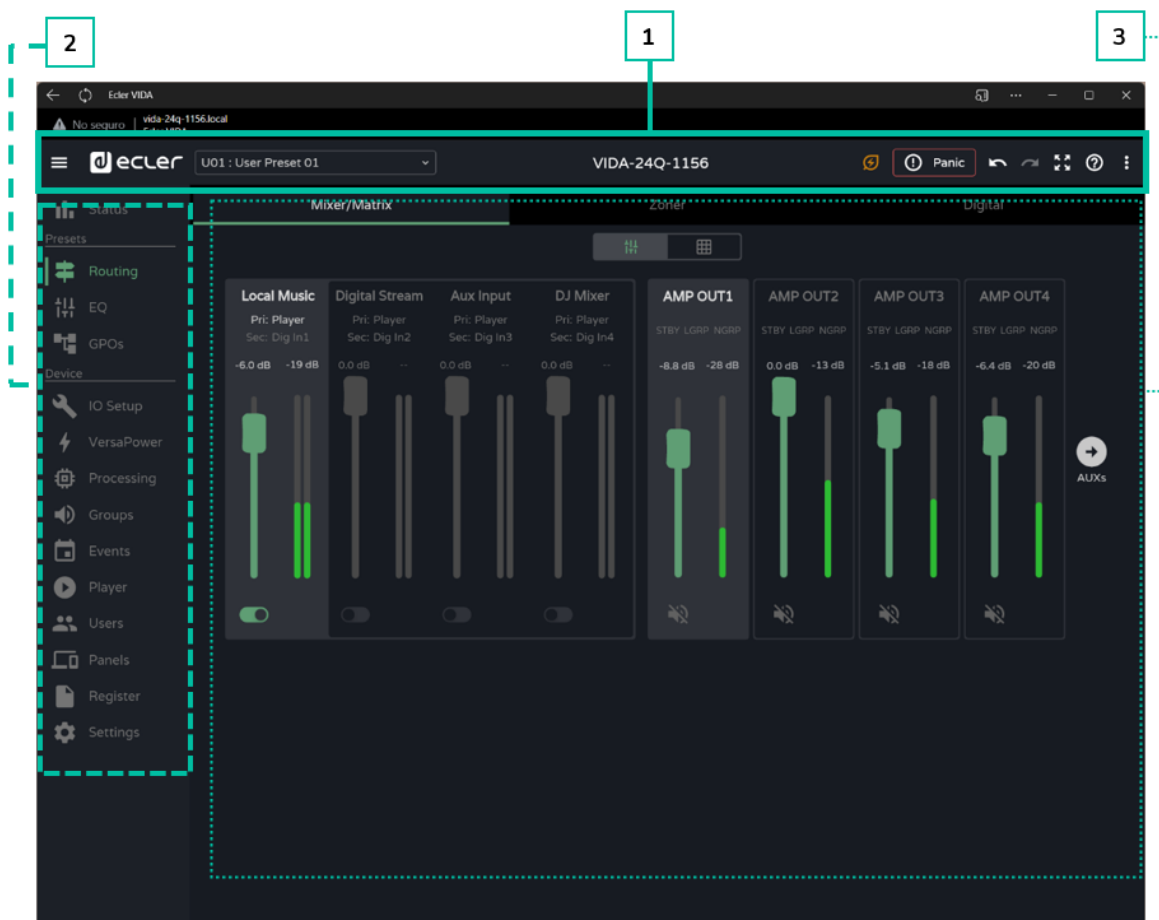 2
1
3
Ecler VIDA
No seguro
vida-24q-1156.local
Ecler VIDA
ecler
U01 : User Preset 01
VIDA-24Q-1156
Panic
Status
Presets
Routing
EQ
GPOs
Device
IO Setup
VersaPower
Processing
Groups
Events
Player
Users
Panels
Register
Settings
Mixer/Matrix
Zoner
Digital
Local Music
Pri: Player
Sec: Dig In1
-6.0 dB -19 dB
Digital Stream
Pri: Player
Sec: Dig In2
0.0 dB --
Aux Input
Pri: Player
Sec: Dig In3
0.0 dB --
DJ Mixer
Pri: Player
Sec: Dig In4
0.0 dB --
AMP OUT1
STBY LGRP NGRP
-8.8 dB -28 dB
AMP OUT2
STBY LGRP NGRP
0.0 dB -13 dB
AMP OUT3
STBY LGRP NGRP
-5.1 dB -18 dB
AMP OUT4
STBY LGRP NGRP
-6.4 dB -20 dB
AUXs